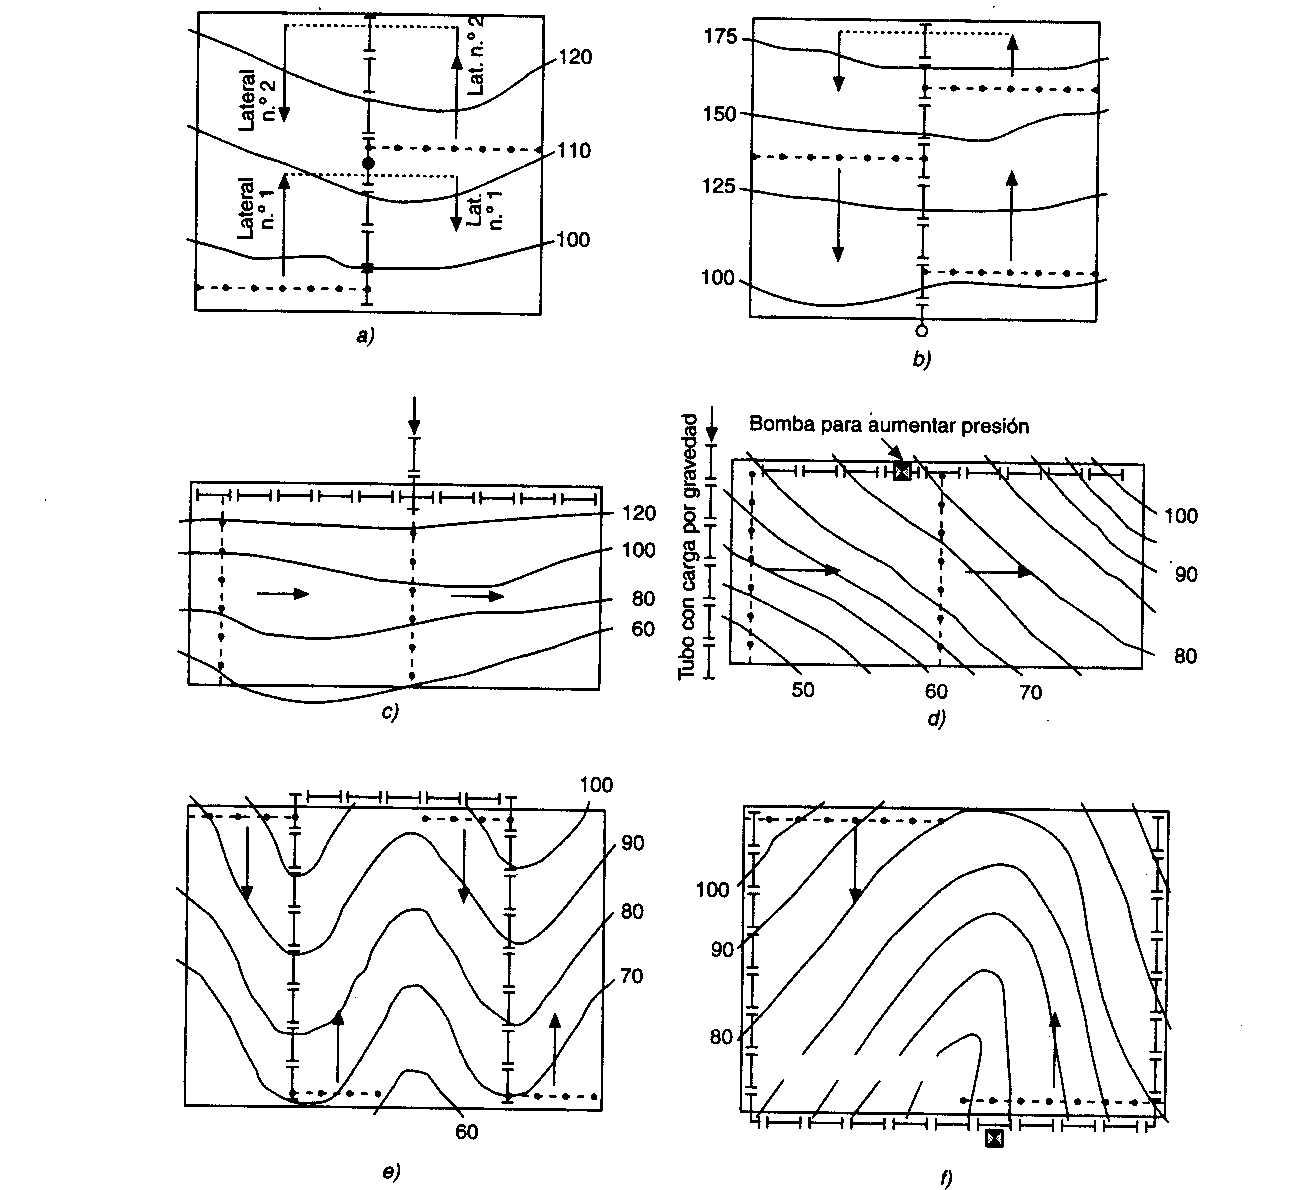 Lateral
n.º 2
Lat. n.º 2
120
110
Lateral
n.º 1
Lat.
n.º 1
100
a)
175
150
125
100
b)
120
100
80
60
c)
Tubo con carga por gravedad
Bomba para aumentar presión
100
90
80
50
60
70
d)
100
90
80
70
60
e)
100
90
80
f)